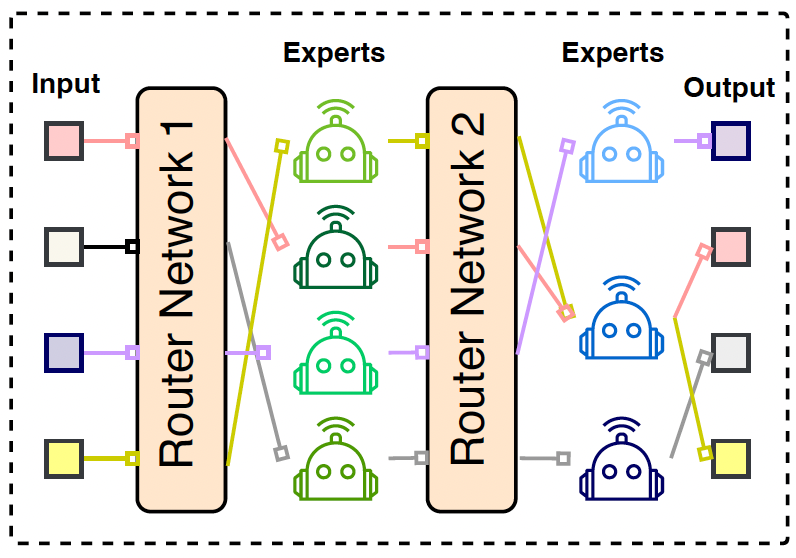 Input
Router Network 1
Experts
Router Network 2
Experts
Output